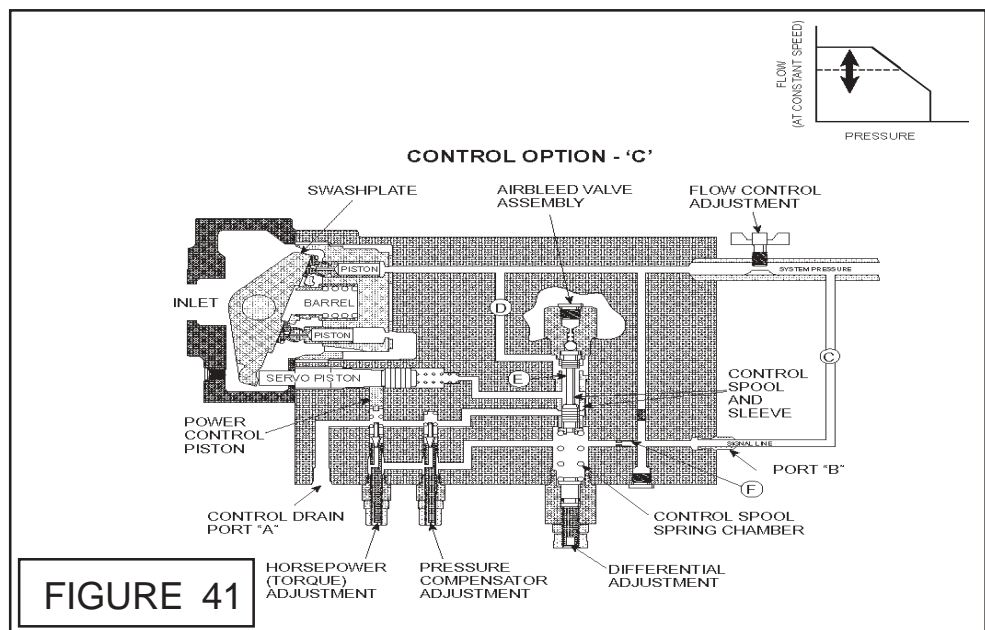 FLOW
(AT CONSTANT SPEED)
PRESSURE
CONTROL OPTION - 'C'
SWASHPLATE
AIRBLEED VALVE
ASSEMBLY
FLOW CONTROL
ADJUSTMENT
PISTON
SYSTEM PRESSURE
INLET
BARREL
D
C
PISTON
E
SERVO PISTON
CONTROL
SPOOL
AND
SLEEVE
POWER
CONTROL
PISTON
SIGNAL LINE
PORT "B"
F
CONTROL DRAIN
PORT "A"
CONTROL SPOOL
SPRING CHAMBER
HORSEPOWER
(TORQUE)
ADJUSTMENT
PRESSURE
COMPENSATOR
ADJUSTMENT
DIFFERENTIAL
ADJUSTMENT
FIGURE 41